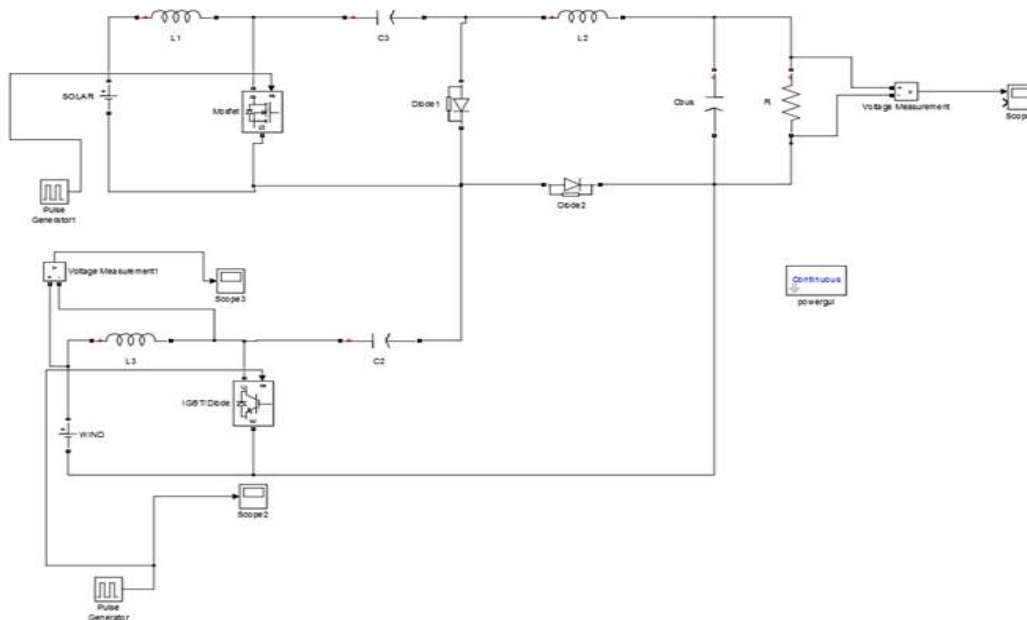 L1
C3
L2
SOLAR
Mosfet
Diode1
Cbus
R
Voltage Measurement
Scope
Pulse
Generator1
Diode2
Voltage Measurement1
Scope3
Continuous
powergui
L3
C2
IGBT/Diode
WIND
Scope2
Pulse
Generator